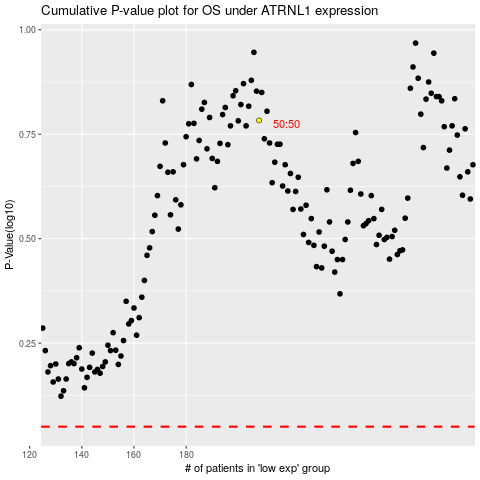 Cumulative P-value plot for OS under ATRNL1 expression
1.00
0.75
0.50
0.25
P-Value(log10)
50:50
120 140 160 180
# of patients in 'low exp' group